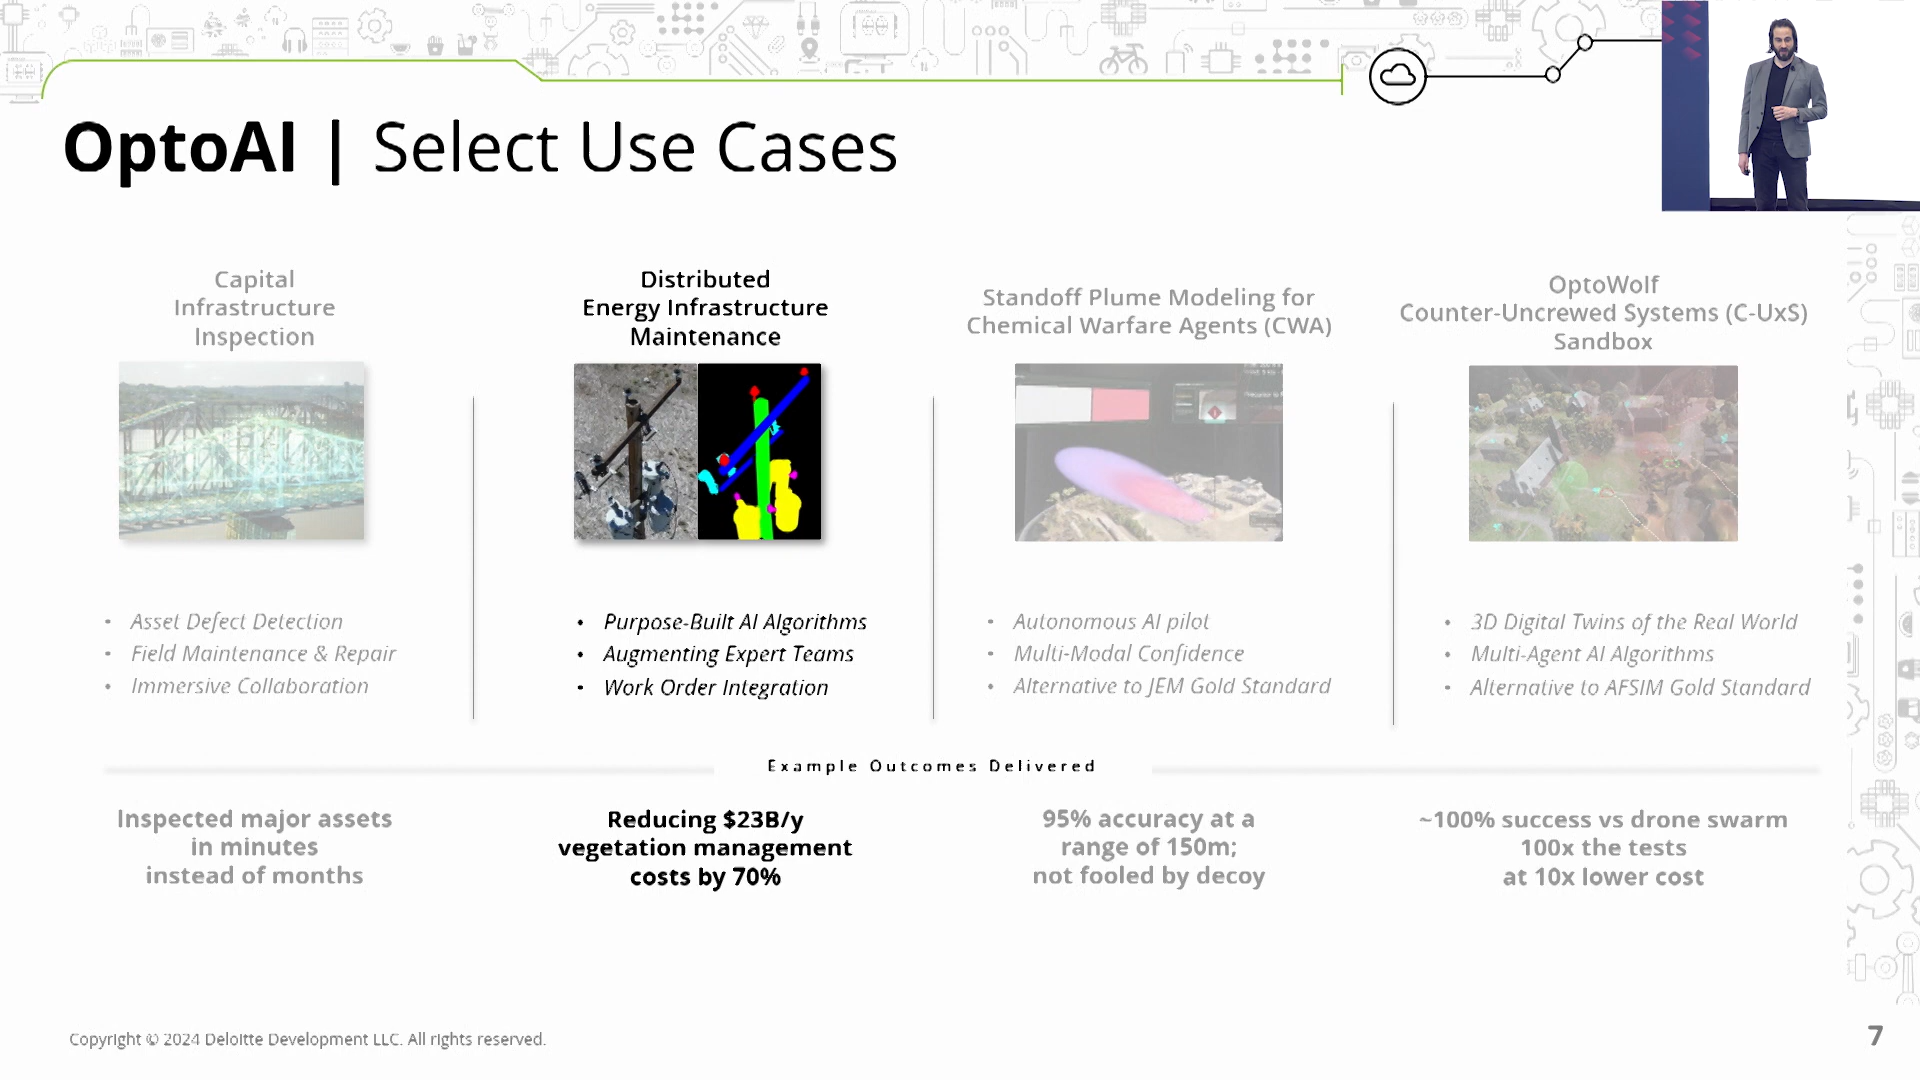 OptoAI | Select Use Cases
Capital
Infrastructure
Inspection
Distributed
Energy Infrastructure
Maintenance
Standoff Plume Modeling for
Chemical Warfare Agents (CWA)
OptoWolf
Counter-Uncrewed Systems (C-UxS)
Sandbox
• Asset Defect Detection
• Field Maintenance & Repair
• Immersive Collaboration
• Purpose-Built AI Algorithms
• Augmenting Expert Teams
• Work Order Integration
• Autonomous AI pilot
• Multi-Modal Confidence
• Alternative to JEM Gold Standard
• 3D Digital Twins of the Real World
• Multi-Agent AI Algorithms
• Alternative to AFSIM Gold Standard
Example Outcomes Delivered
Inspected major assets
in minutes
instead of months
Reducing $23B/y
vegetation management
costs by 70%
95% accuracy at a
range of 150m;
not fooled by decoy
~100% success vs drone swarm
100x the tests
at 10x lower cost
Copyright © 2024 Deloitte Development LLC. All rights reserved.
7